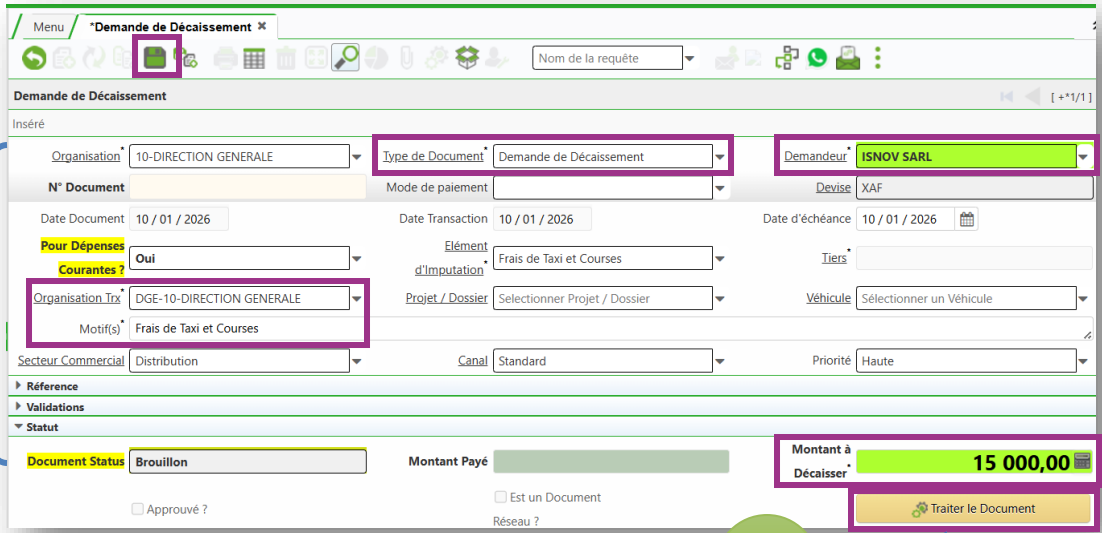 Menu *Demande de Décaissement
Nom de la requête
Demande de Décaissement [ +*1/1 ]
Inséré
Organisation* 10-DIRECTION GENERALE Type de Document* Demande de Décaissement Demandeur* ISNOV SARL
N° Document Mode de paiement Devise XAF
Date Document 10 / 01 / 2026 Date Transaction 10 / 01 / 2026 Date d'échéance 10 / 01 / 2026
Pour Dépenses
Courantes ? Oui
Elément
d'Imputation* Frais de Taxi et Courses
Tiers*
Organisation Trx* DGE-10-DIRECTION GENERALE Projet / Dossier Selectionner Projet / Dossier Véhicule Sélectionner un Véhicule
Motif(s)* Frais de Taxi et Courses
Secteur Commercial Distribution Canal Standard Priorité Haute
Réference
Validations
Statut
Document Status Brouillon Montant Payé
Montant à
Décaisser* 15 000,00
Approuvé ?
Est un Document
Réseau ?
Traiter le Document